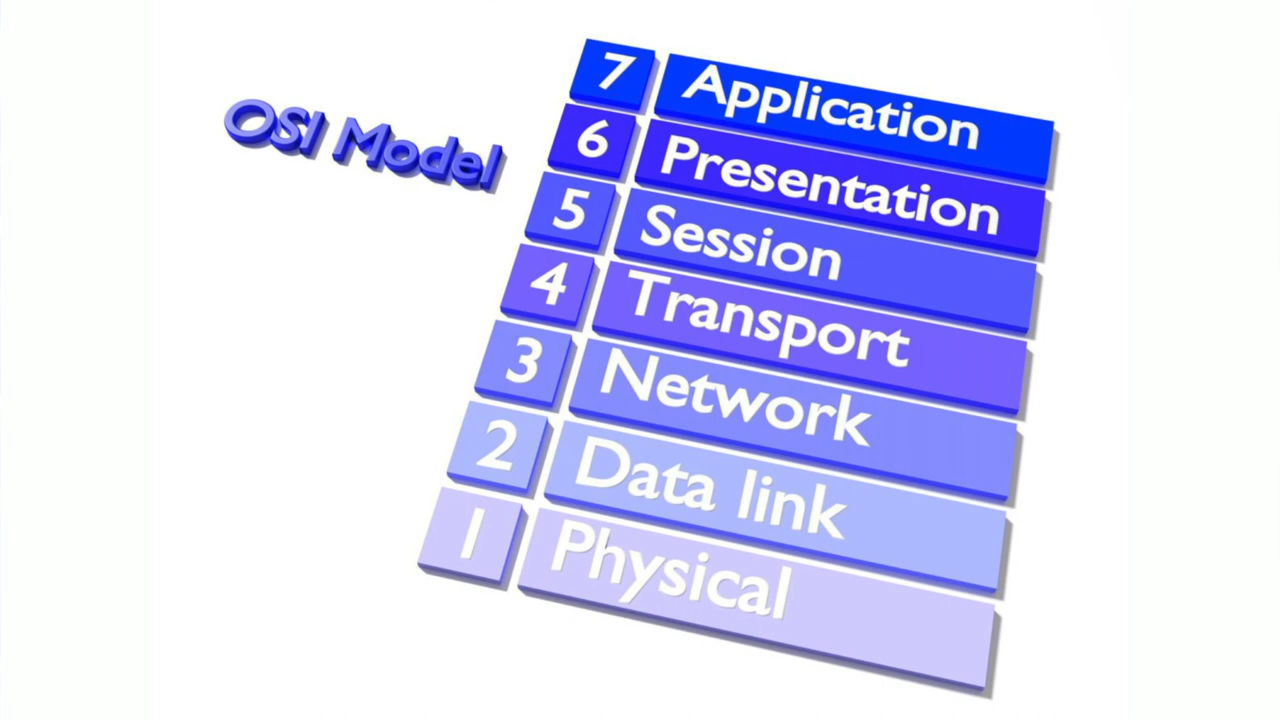 OSI Model
7 Application
6 Presentation
5 Session
4 Transport
3 Network
2 Data link
1 Physical